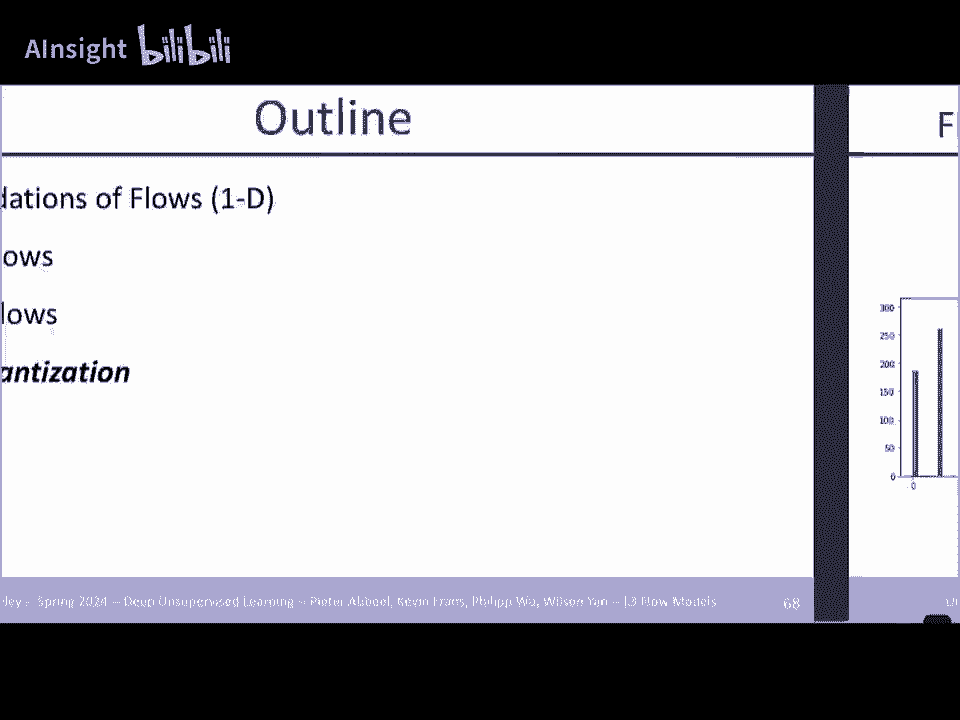 AInsight bilibili
Outline
F
dations of Flows (1-D)
ows
lows
antization
300
250
200
150
100
50
0
0
ley - Spring 2024 -- Deep Unsupervised Learning -- Pieter Abbeel, Kevin Frans, Philipp Wu, Wilson Yan -- L3 Flow Models
68